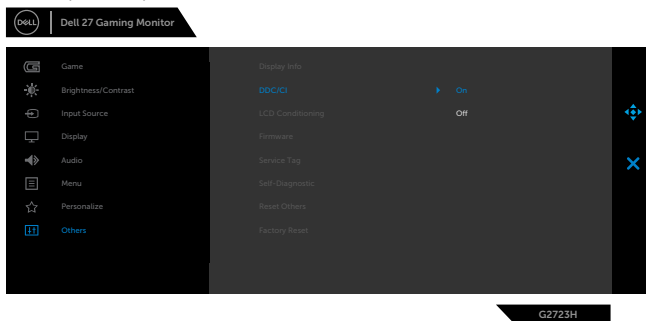 DELL
Dell 27 Gaming Monitor
Game
Display Info
Brightness/Contrast
DDC/CI
On
Input Source
LCD Conditioning
Off
Display
Firmware
Audio
Service Tag
Menu
Self-Diagnostic
Personalize
Reset Others
Others
Factory Reset
G2723H